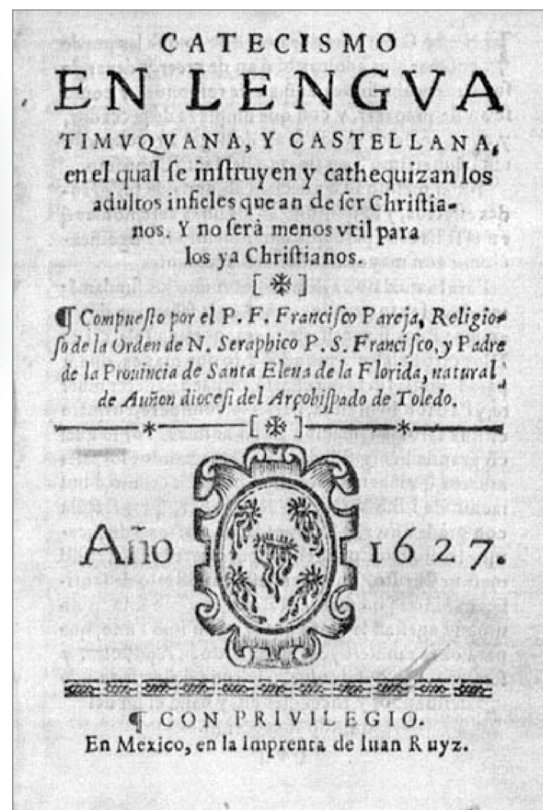 CATECISMO
EN LENGVA
TIMVQVANA, Y CASTELLANA,
en el qual ſe inſtruyen y cathequizan los
adultos infieles que an de ſer Chriſtia-
nos. Y no ſerà menos vtil para
los ya Chriſtianos.
[ ✠ ]
¶ Compueſto por el P. F. Franciſco Pareja, Religio-
ſo de la Orden de N. Seraphico P. S. Franciſco, y Padre
de la Prouincia de Santa Elena de la Florida, natural
de Auñon dioceſi del Arçobiſpado de Toledo.
[ ✠ ]
Año 1627.
¶ CON PRIVILEGIO.
En Mexico, en la Imprenta de Iuan Ruyz.